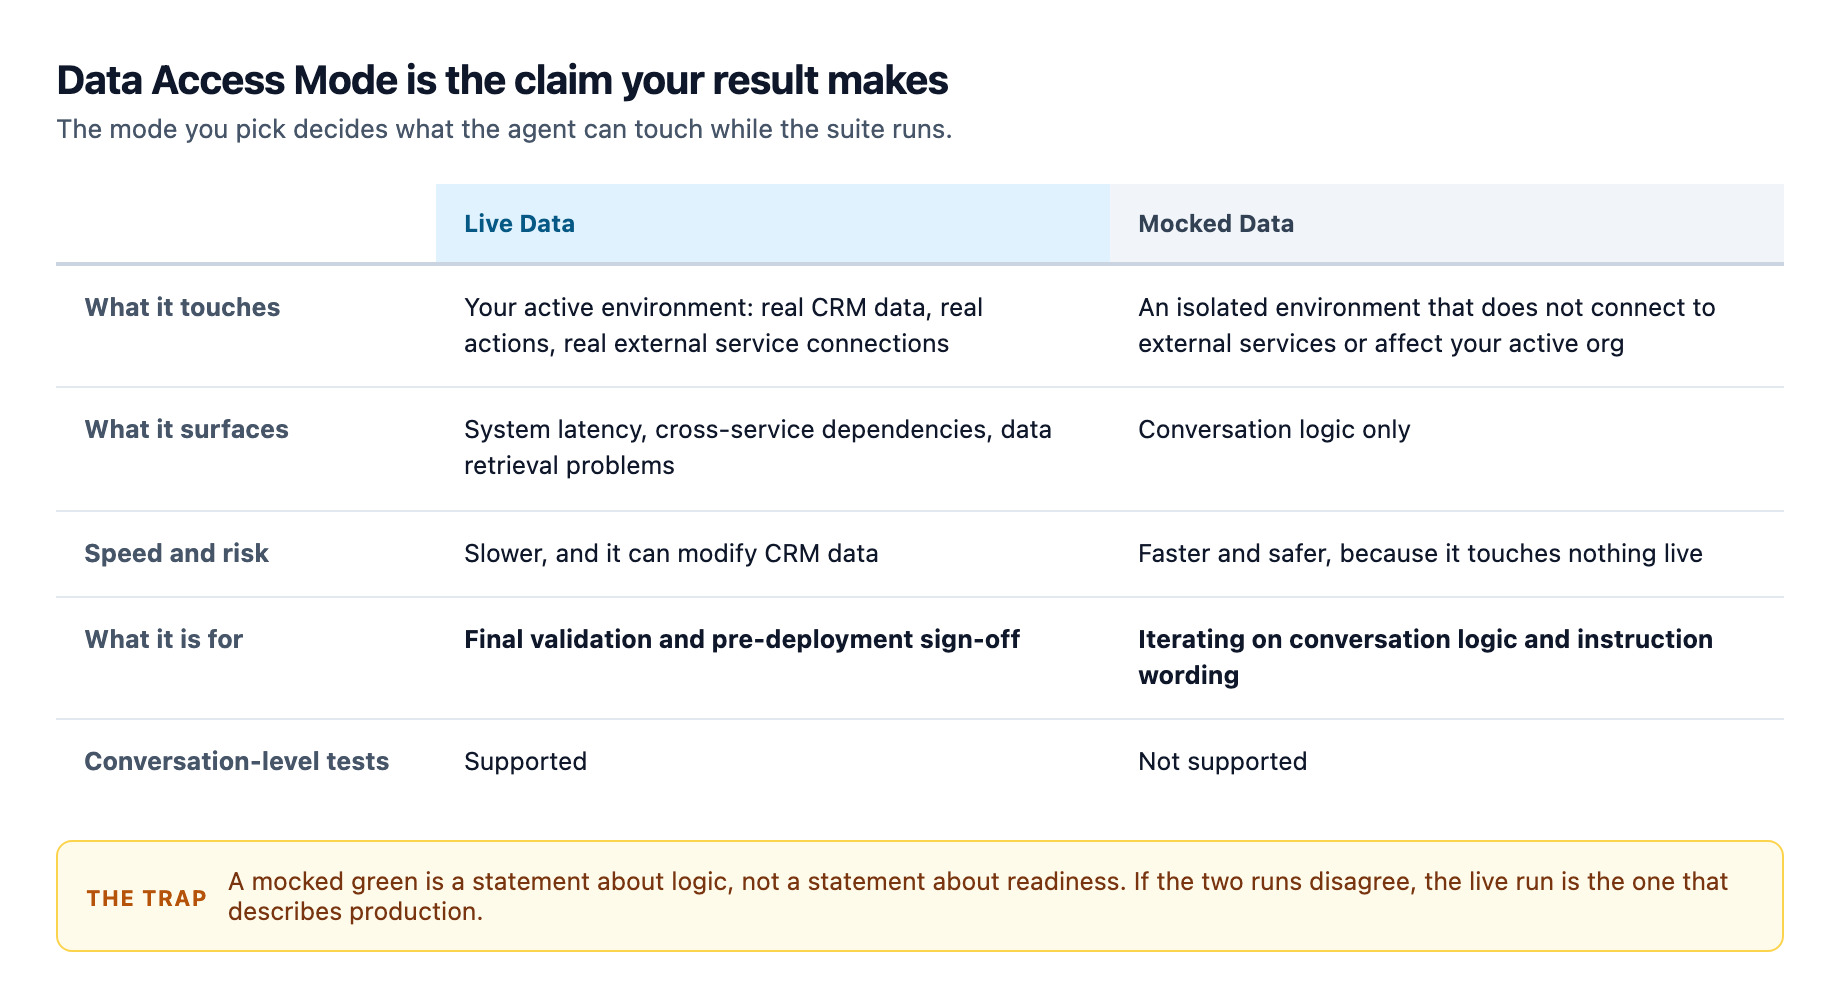 Data Access Mode is the claim your result makes
The mode you pick decides what the agent can touch while the suite runs.
Live Data
Mocked Data
What it touches
Your active environment: real CRM data, real
actions, real external service connections
An isolated environment that does not connect to
external services or affect your active org
What it surfaces
System latency, cross-service dependencies, data
retrieval problems
Conversation logic only
Speed and risk
Slower, and it can modify CRM data
Faster and safer, because it touches nothing live
What it is for
Final validation and pre-deployment sign-off
Iterating on conversation logic and instruction
wording
Conversation-level tests
Supported
Not supported
THE TRAP
A mocked green is a statement about logic, not a statement about readiness. If the two runs disagree, the live run is the one that
describes production.